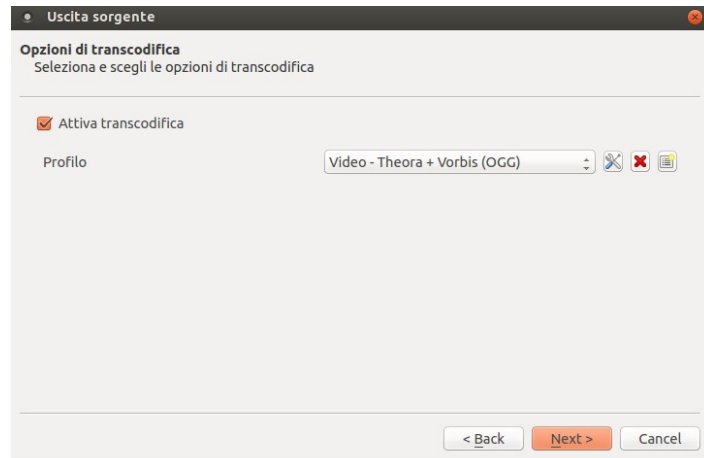 Uscita sorgente
Opzioni di transcodifica
Seleziona e scegli le opzioni di transcodifica
Attiva transcodifica
Profilo Video - Theora + Vorbis (OGG)
< Back Next > Cancel